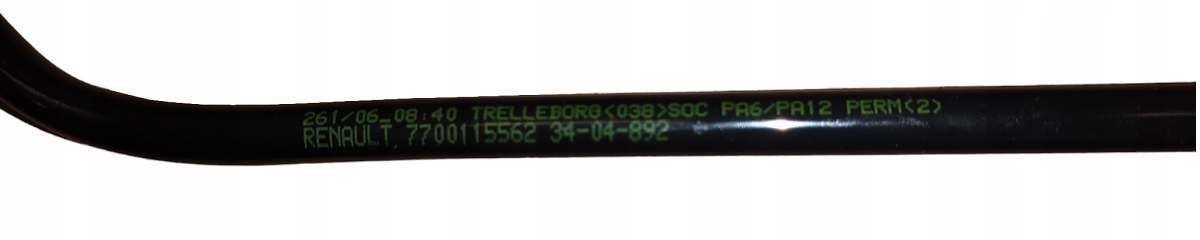 261/06_08:40 TRELLEBORG<038>SOC PA6/PA12 PERM<2>
RENAULT. 7700115562 34-04-892